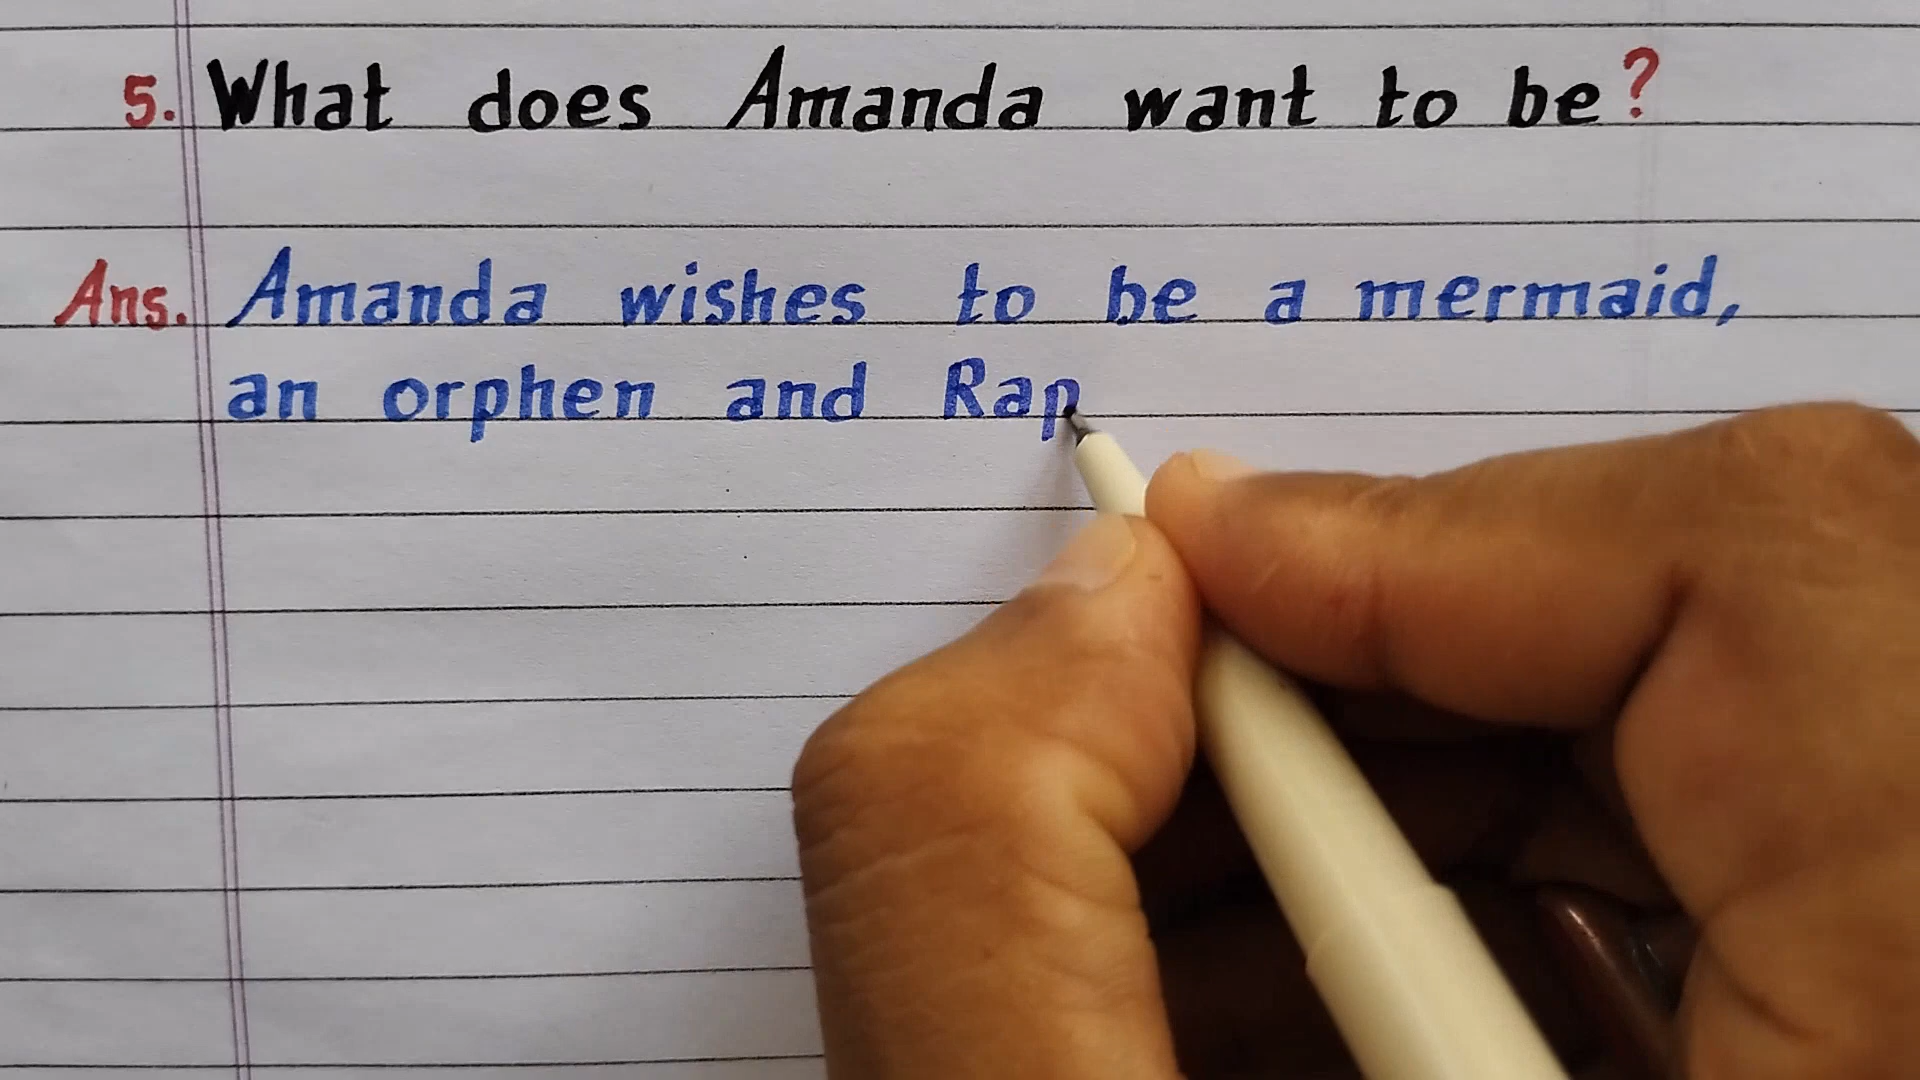 5. What does Amanda want to be?
Ans. Amanda wishes to be a mermaid,
an orphen and Rap